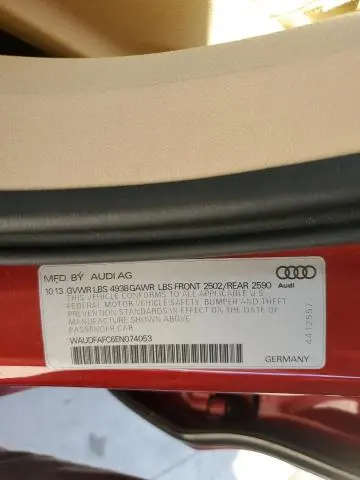 MFD. BY AUDI AG
10 13 GVWR LBS 4938 GAWR LBS FRONT 2502/REAR 2590
Audi
THIS VEHICLE CONFORMS TO ALL APPLICABLE U.S.
FEDERAL MOTOR VEHICLE SAFETY, BUMPER AND THEFT
PREVENTION STANDARDS IN EFFECT ON THE DATE OF
MANUFACTURE SHOWN ABOVE
PASSENGER CAR
WAUDFAFC6EN074053
GERMANY
4412557